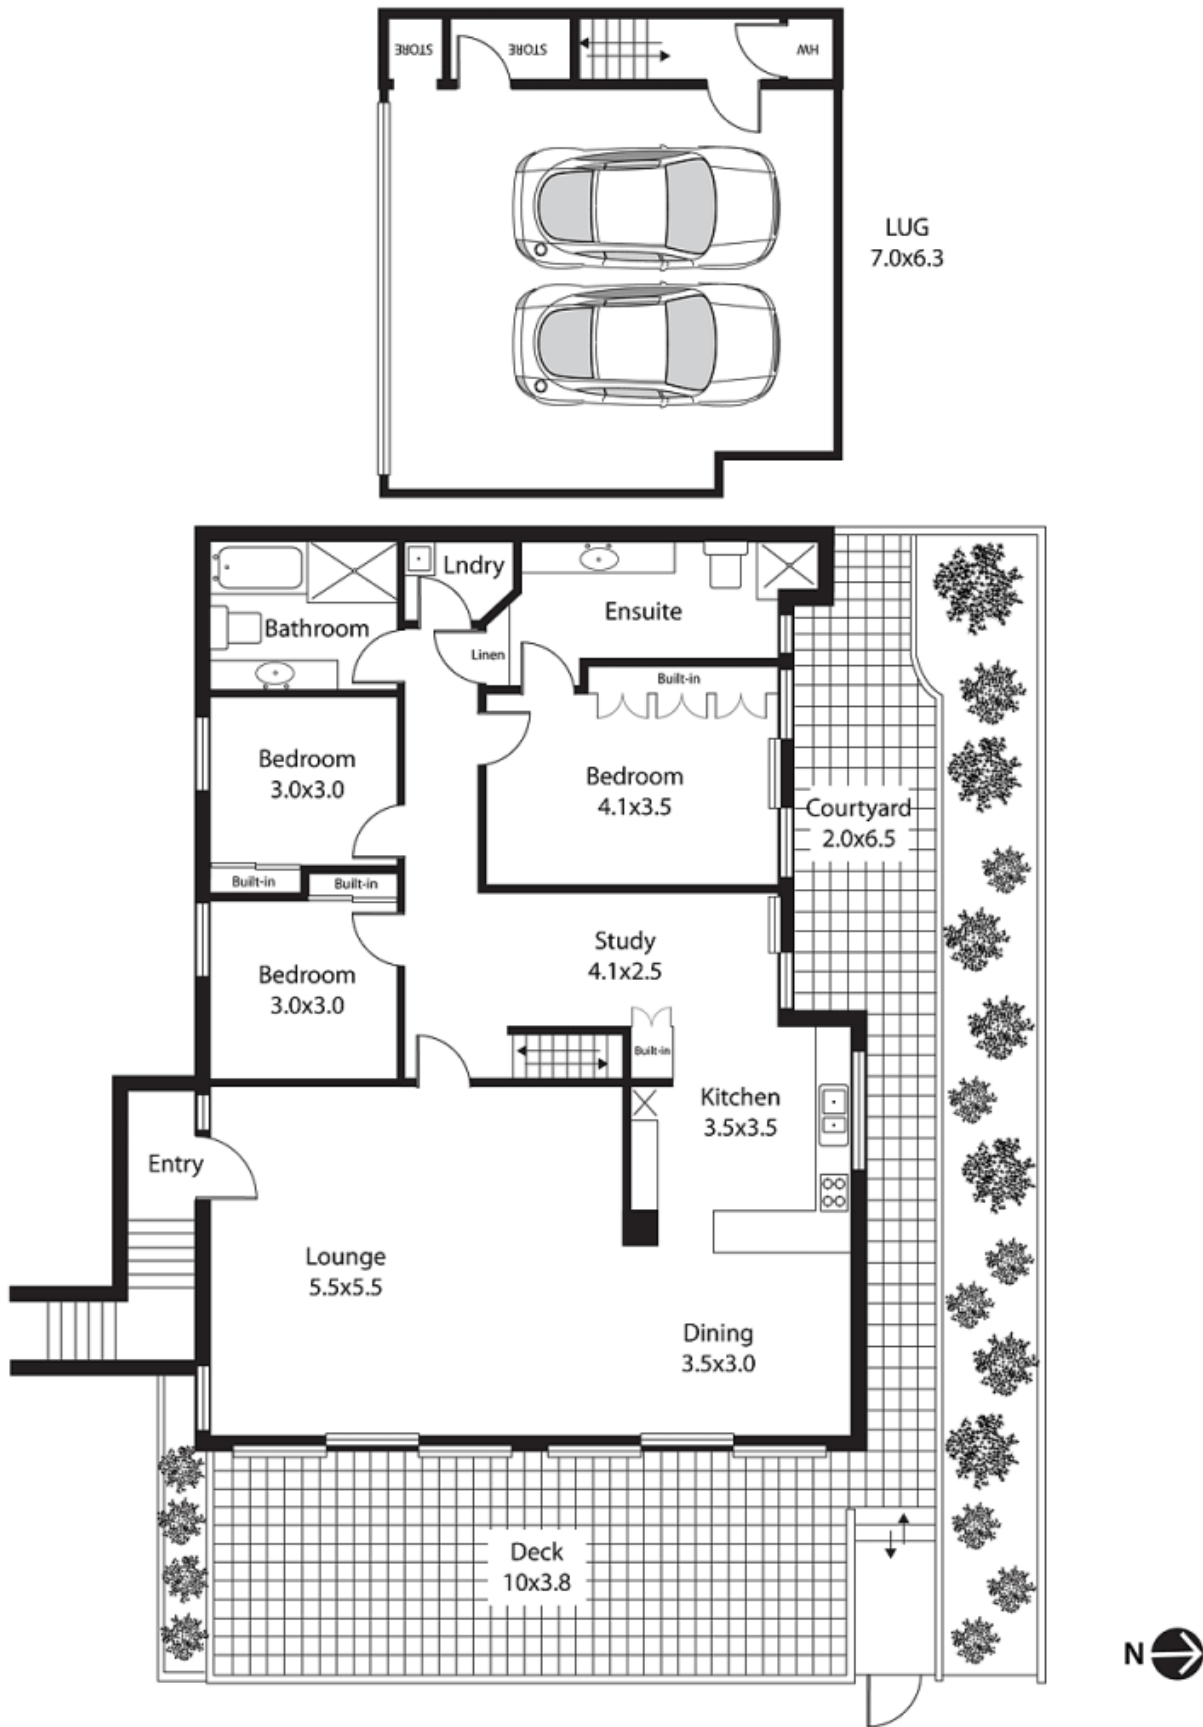 STORE
STORE
HW
LUG
7.0x6.3
Lndry
Ensuite
Bathroom
Linen
Built-in
Bedroom
3.0x3.0
Bedroom
4.1x3.5
Courtyard
2.0x6.5
Built-in
Built-in
Study
4.1x2.5
Bedroom
3.0x3.0
Built-in
Kitchen
3.5x3.5
Entry
Lounge
5.5x5.5
Dining
3.5x3.0
Deck
10x3.8
N